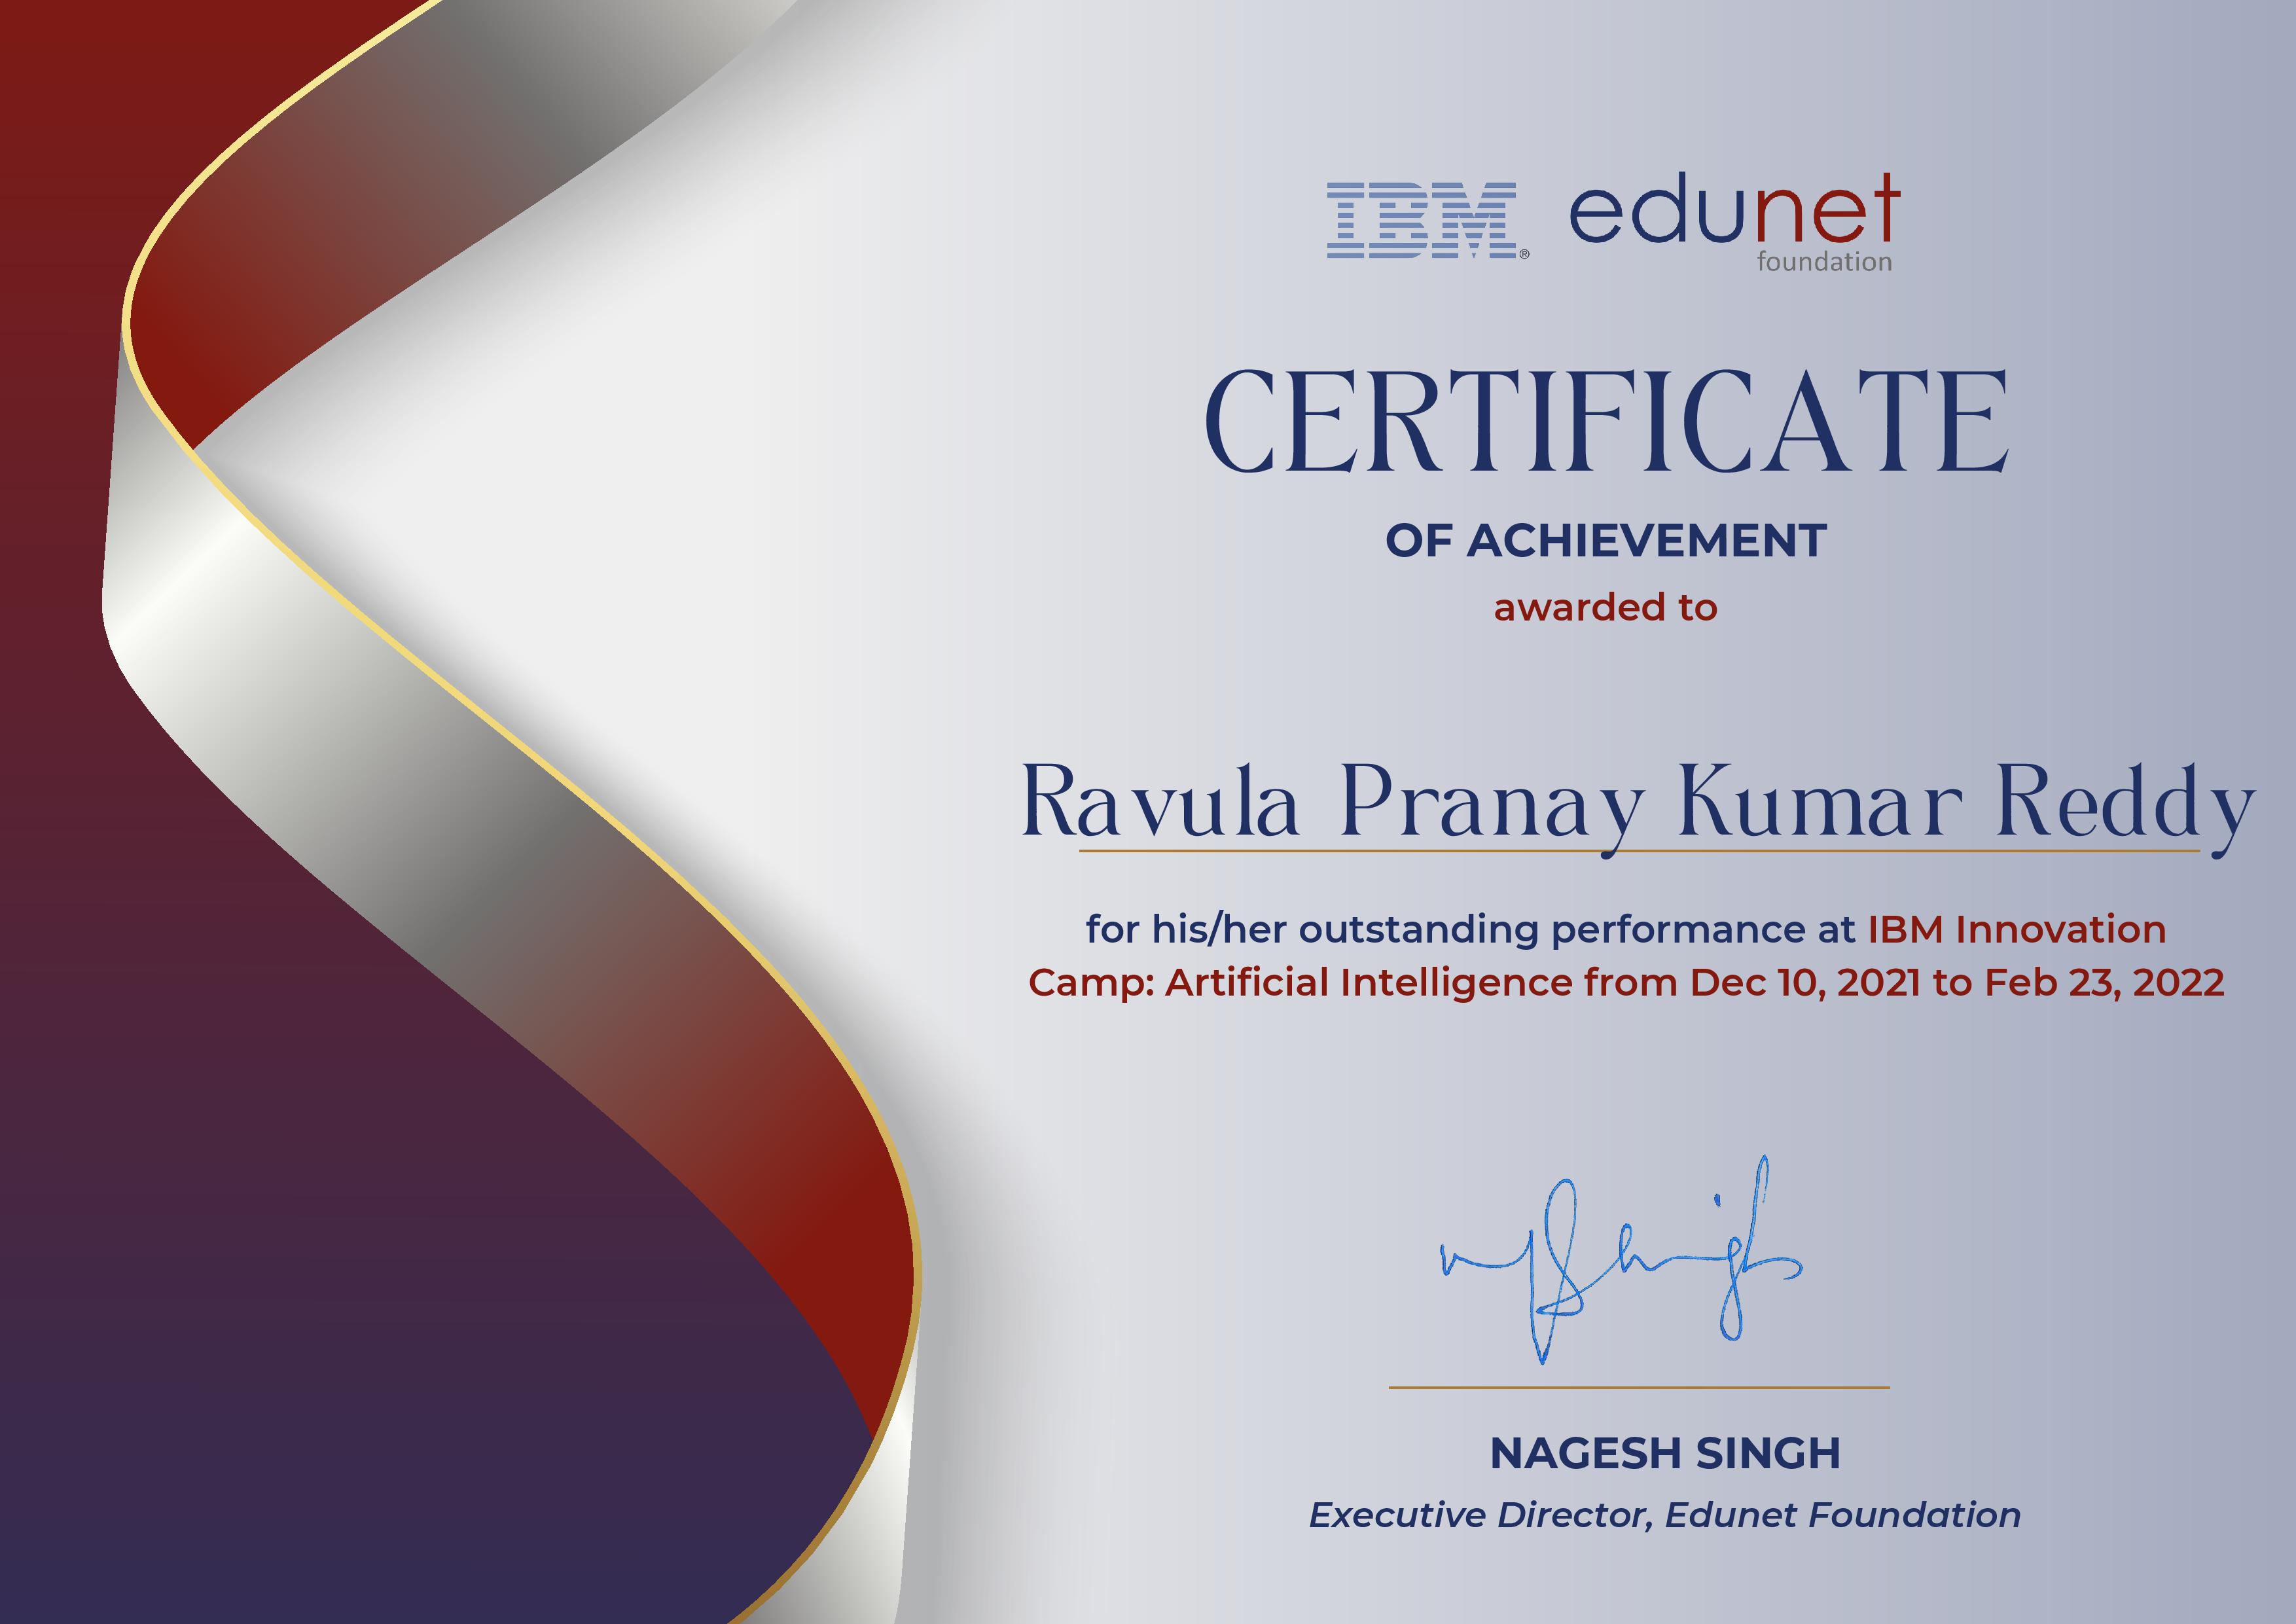 IBM®
edunet
foundation
CERTIFICATE
OF ACHIEVEMENT
awarded to
Ravula Pranay Kumar Reddy
for his/her outstanding performance at IBM Innovation
Camp: Artificial Intelligence from Dec 10, 2021 to Feb 23, 2022
NAGESH SINGH
Executive Director, Edunet Foundation